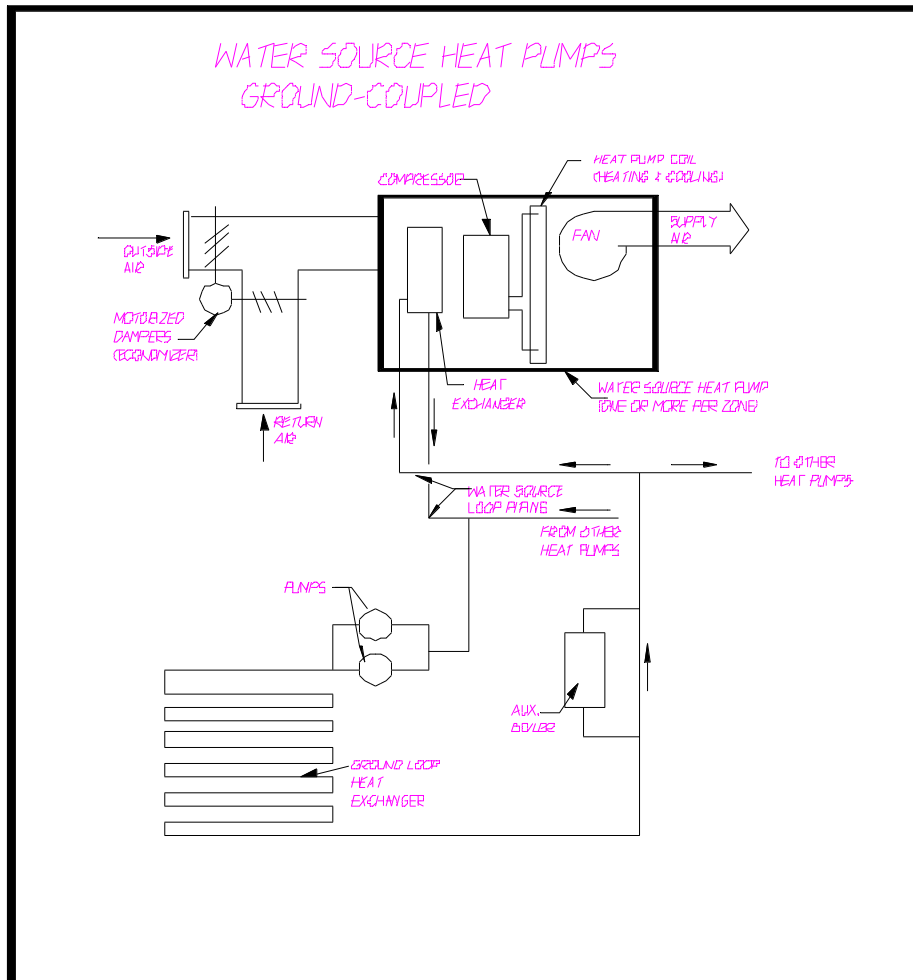 WATER SOURCE HEAT PUMPS
GROUND-COUPLED
HEAT PUMP COIL
(HEATING & COOLING)
COMPRESSOR
OUTSIDE
AIR
FAN
SUPPLY
AIR
MOTORIZED
DAMPERS
(ECONOMIZER)
HEAT
EXCHANGER
WATER SOURCE HEAT PUMP
(ONE OR MORE PER ZONE)
RETURN
AIR
TO OTHER
HEAT PUMPS
WATER SOURCE
LOOP PIPING
FROM OTHER
HEAT PUMPS
PUMPS
AUX.
BOILER
GROUND LOOP
HEAT
EXCHANGER